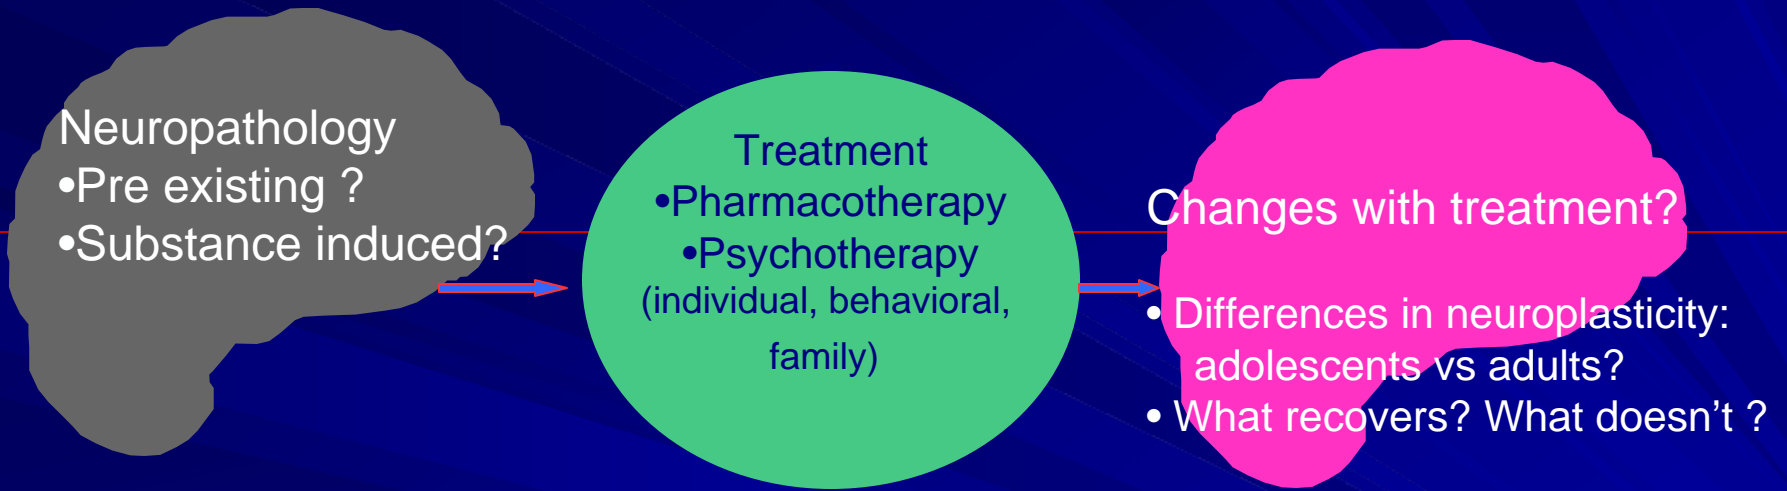 Neuropathology
•Pre existing ?
•Substance induced?
Treatment
•Pharmacotherapy
•Psychotherapy
(individual, behavioral,
family)
Changes with treatment?
• Differences in neuroplasticity:
adolescents vs adults?
• What recovers? What doesn’t ?